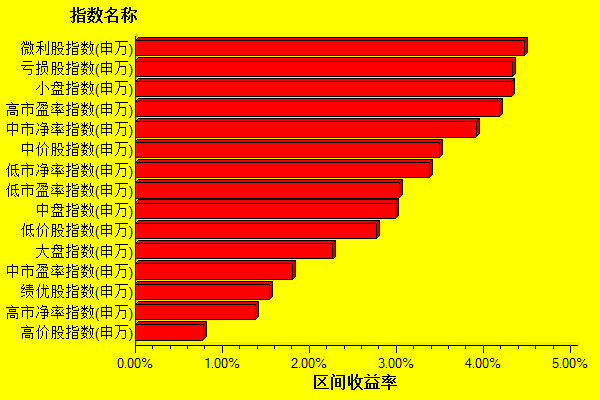 指数名称
微利股指数(申万)
亏损股指数(申万)
小盘指数(申万)
高市盈率指数(申万)
中市净率指数(申万)
中价股指数(申万)
低市净率指数(申万)
低市盈率指数(申万)
中盘指数(申万)
低价股指数(申万)
大盘指数(申万)
中市盈率指数(申万)
绩优股指数(申万)
高市净率指数(申万)
高价股指数(申万)
0.00% 1.00% 2.00% 3.00% 4.00% 5.00%
区间收益率